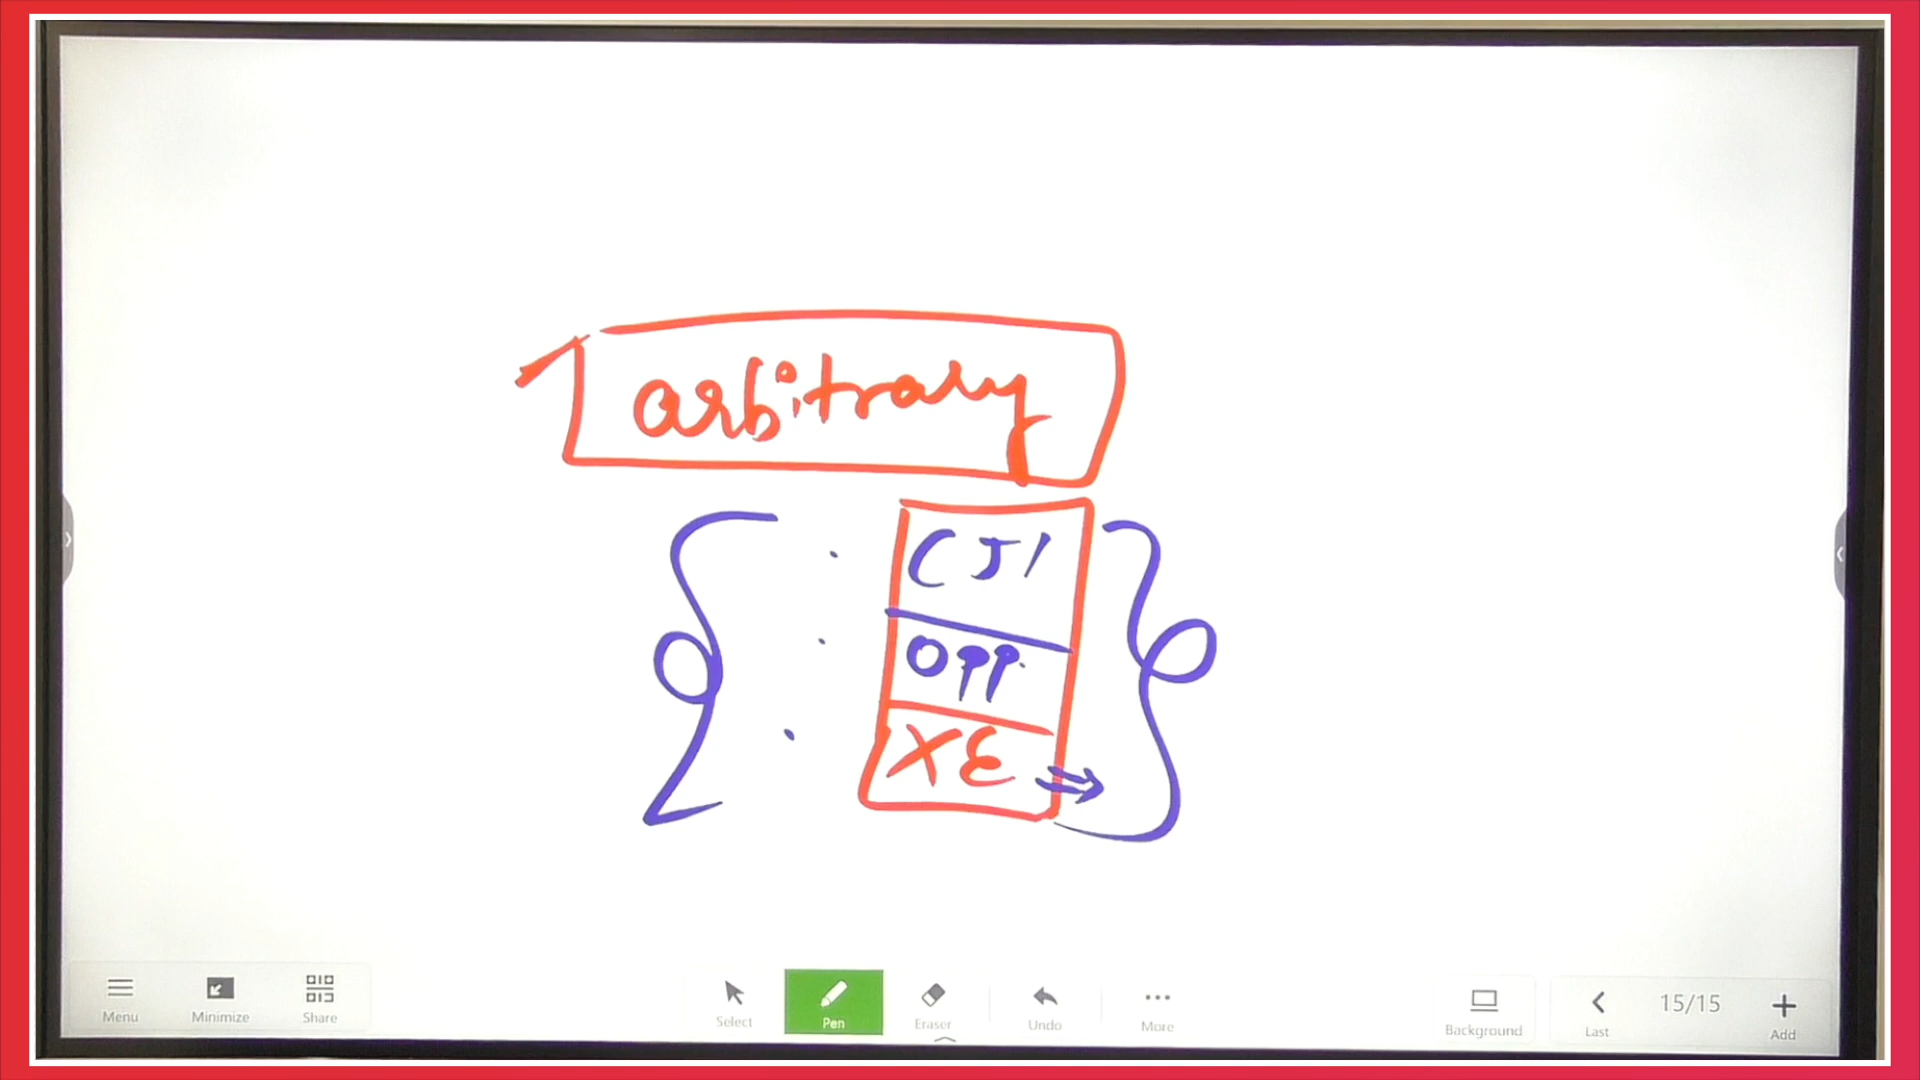 arbitrary
CJI
OPP.
XE ⇒
Menu
Minimize
Share
Select
Pen
Eraser
Undo
More
Background
Last
15/15
Add